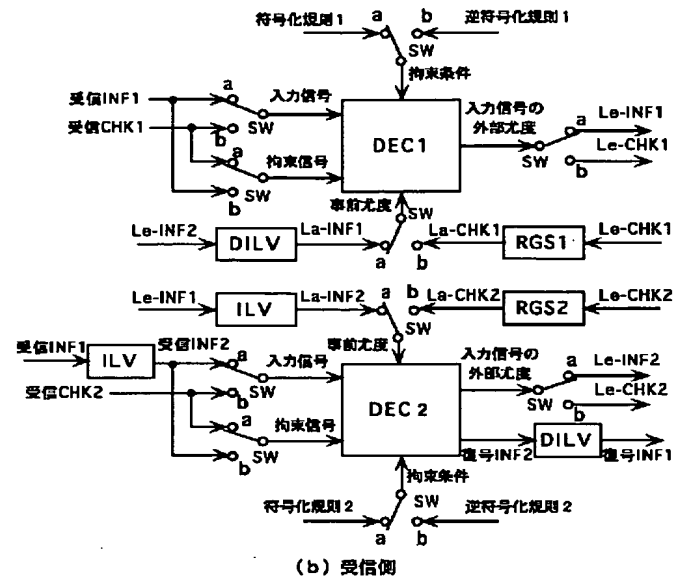 符号化規則1 a b 逆符号化規則1
SW
拘束条件
受信INF1 a 入力信号
SW
受信CHK1 b
a
拘束信号
SW
b
DEC1
入力信号の
外部尤度
a Le-INF1
SW Le-CHK1
b
事前尤度 SW
Le-INF2 DILV La-INF1 a b La-CHK1 RGS1 Le-CHK1
Le-INF1 ILV La-INF2 a b La-CHK2 RGS2 Le-CHK2
SW
事前尤度
受信INF1 ILV 受信INF2 a 入力信号
SW
受信CHK2 b
a
拘束信号
SW
b
DEC2
入力信号の
外部尤度
a Le-INF2
SW Le-CHK2
b
復号INF2 DILV 復号INF1
拘束条件
SW
符号化規則2 a b 逆符号化規則2
(b) 受信側